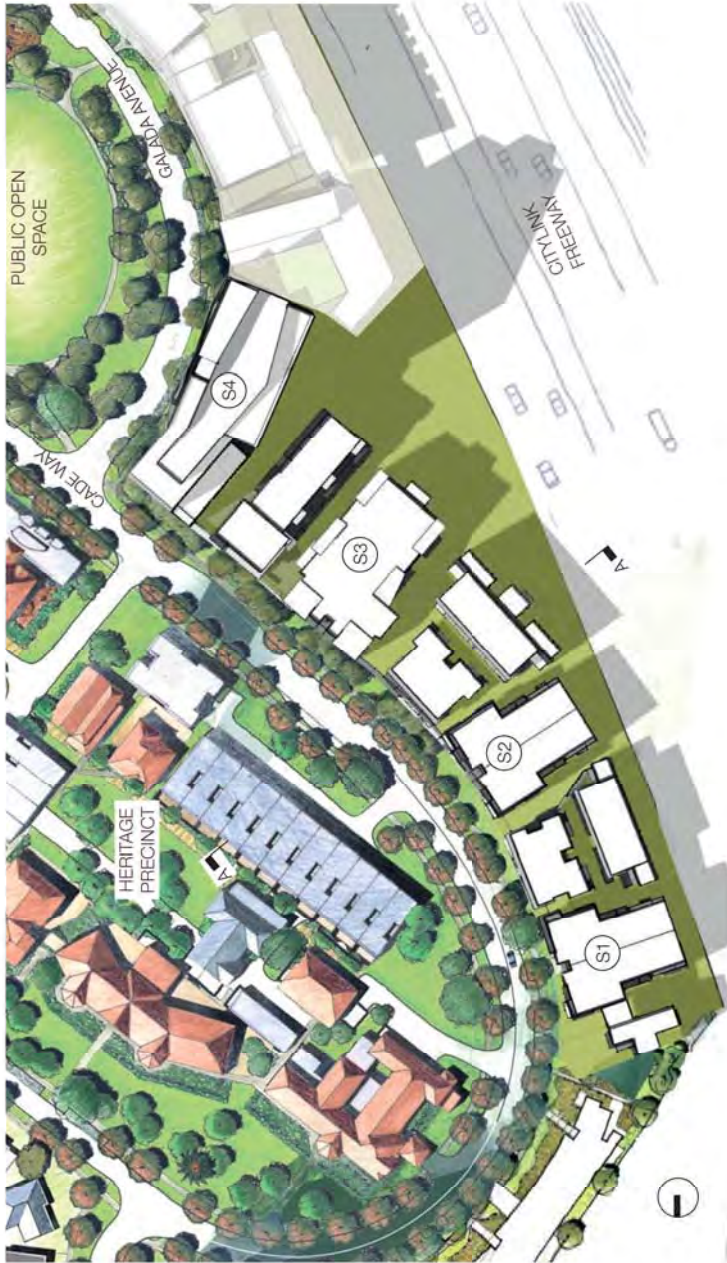 PUBLIC OPEN
SPACE
GALADA AVENUE
CADE WAY
CITYLINK
FREEWAY
S4
S3
S2
S1
HERITAGE
PRECINCT
A
A